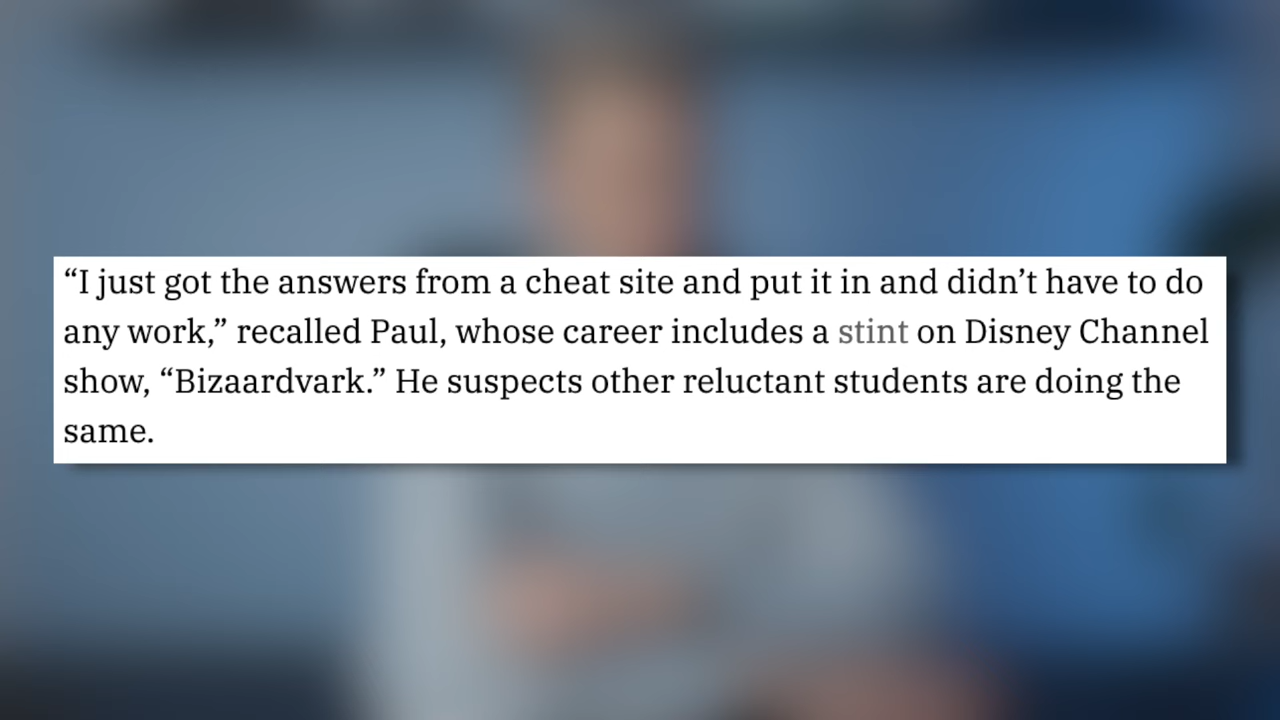 “I just got the answers from a cheat site and put it in and didn’t have to do
any work,” recalled Paul, whose career includes a stint on Disney Channel
show, “Bizaardvark.” He suspects other reluctant students are doing the
same.